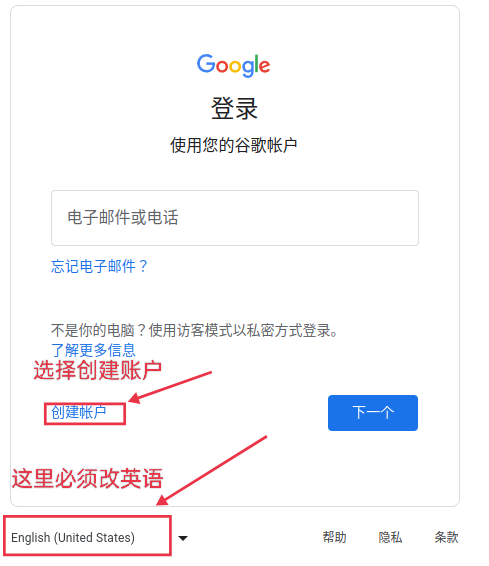 Google
登录
使用您的谷歌帐户
电子邮件或电话
忘记电子邮件？
不是你的电脑？使用访客模式以私密方式登录。
了解更多信息
选择创建账户
创建帐户
下一个
这里必须改英语
English (United States)
帮助 隐私 条款